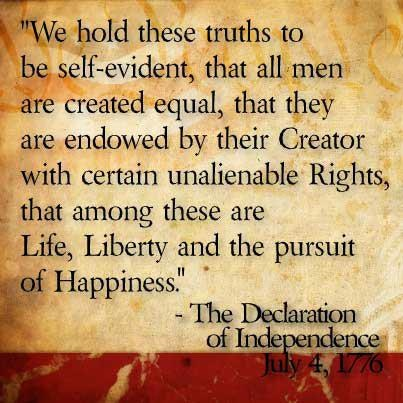 "We hold these truths to
be self-evident, that all men
are created equal, that they
are endowed by their Creator
with certain unalienable Rights,
that among these are
Life, Liberty and the pursuit
of Happiness."
- The Declaration
of Independence
July 4, 1776